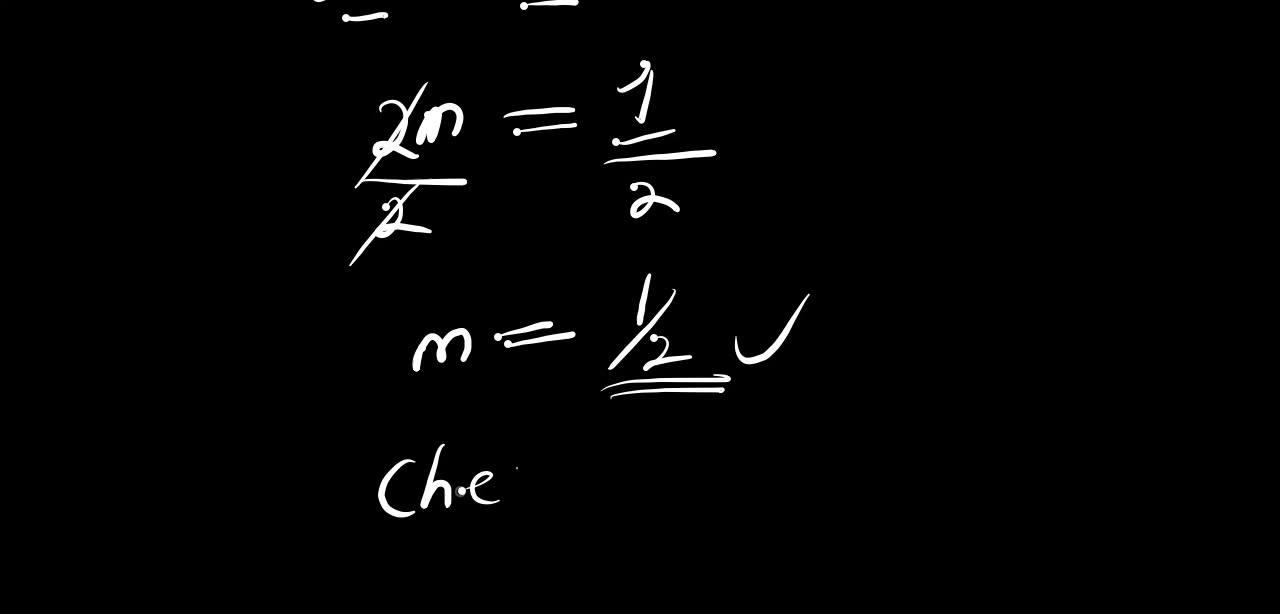 2m/2 = 1/2
m = 1/2 ✓
Che